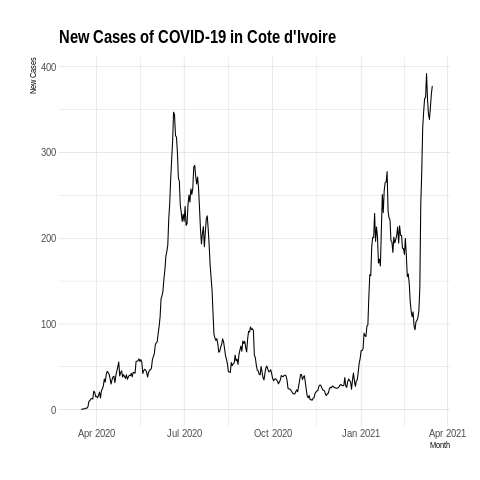 New Cases of COVID-19 in Cote d'Ivoire
New Cases
400
300
200
100
0
Apr 2020 Jul 2020 Oct 2020 Jan 2021 Apr 2021
Month